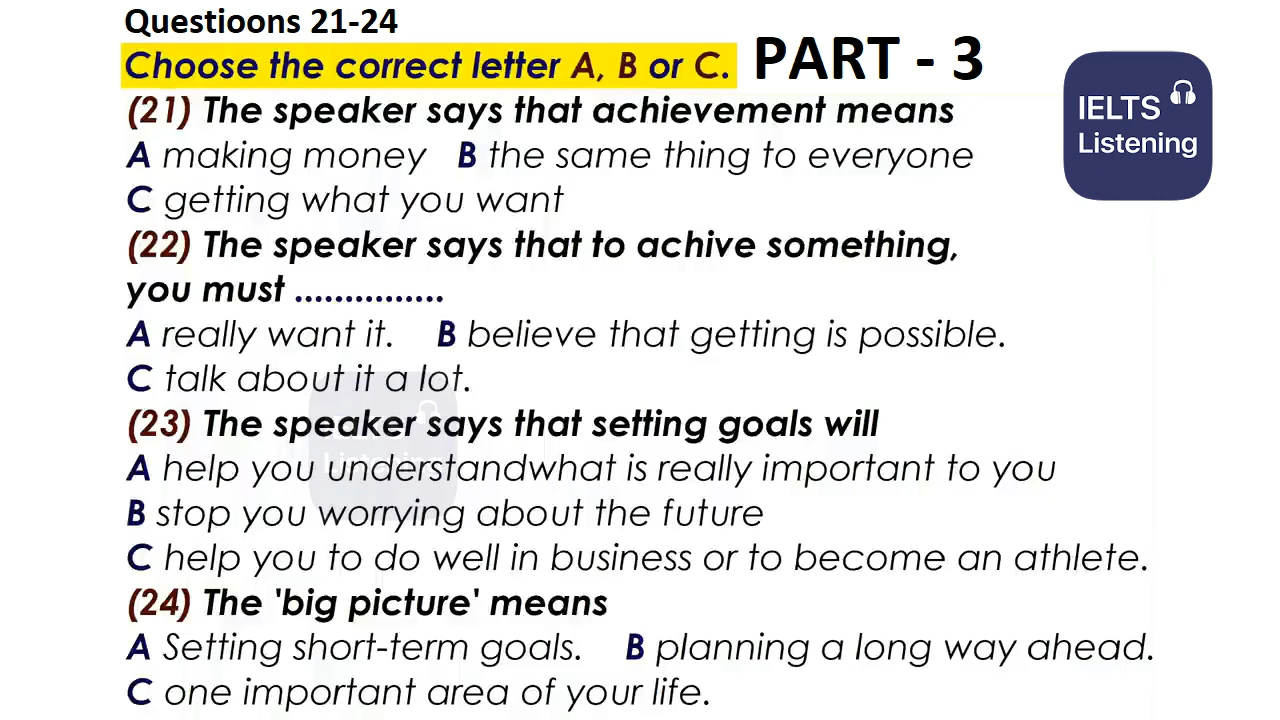 Questioons 21-24
Choose the correct letter A, B or C.
PART - 3
IELTS
Listening
(21) The speaker says that achievement means
A making money B the same thing to everyone
C getting what you want
(22) The speaker says that to achive something,
you must ...............
A really want it. B believe that getting is possible.
C talk about it a lot.
(23) The speaker says that setting goals will
A help you understandwhat is really important to you
B stop you worrying about the future
C help you to do well in business or to become an athlete.
(24) The 'big picture' means
A Setting short-term goals. B planning a long way ahead.
C one important area of your life.
IELTS
Listening